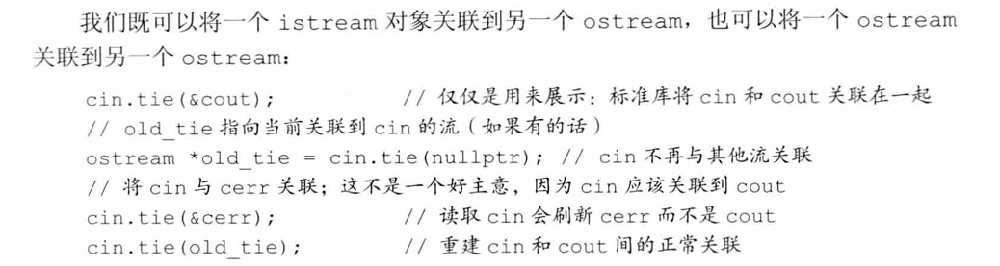 我们既可以将一个 istream 对象关联到另一个 ostream，也可以将一个 ostream
关联到另一个 ostream：
cin.tie(&cout); // 仅仅是用来展示：标准库将 cin 和 cout 关联在一起
// old_tie 指向当前关联到 cin 的流（如果有的话）
ostream *old_tie = cin.tie(nullptr); // cin 不再与其他流关联
// 将 cin 与 cerr 关联；这不是一个好主意，因为 cin 应该关联到 cout
cin.tie(&cerr); // 读取 cin 会刷新 cerr 而不是 cout
cin.tie(old_tie); // 重建 cin 和 cout 间的正常关联